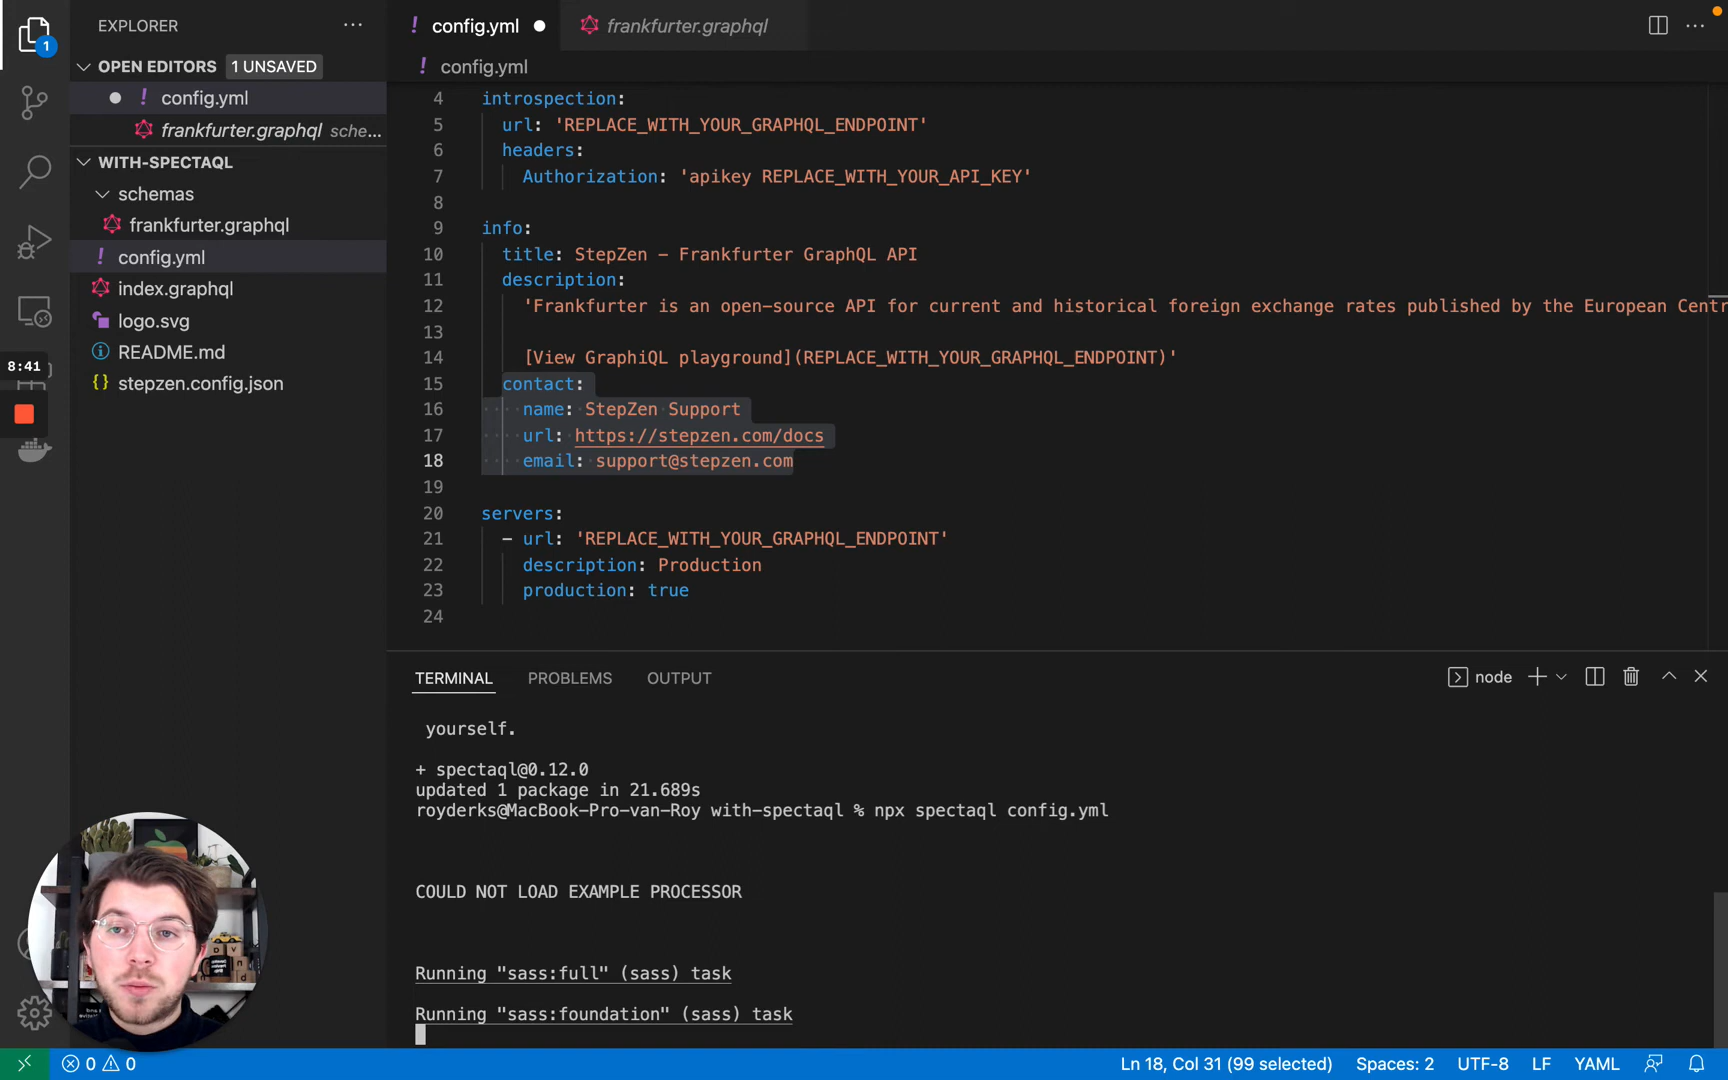 EXPLORER
config.yml
frankfurter.graphql
1
OPEN EDITORS 1 UNSAVED
config.yml
frankfurter.graphql sche...
WITH-SPECTAQL
schemas
frankfurter.graphql
config.yml
index.graphql
logo.svg
README.md
stepzen.config.json
8:41
config.yml
4 introspection:
5 url: 'REPLACE_WITH_YOUR_GRAPHQL_ENDPOINT'
6 headers:
7 Authorization: 'apikey REPLACE_WITH_YOUR_API_KEY'
8
9 info:
10 title: StepZen – Frankfurter GraphQL API
11 description:
12 'Frankfurter is an open-source API for current and historical foreign exchange rates published by the European Centr
13
14 [View GraphiQL playground](REPLACE_WITH_YOUR_GRAPHQL_ENDPOINT)'
15 contact:
16 name: StepZen Support
17 url: https://stepzen.com/docs
18 email: support@stepzen.com
19
20 servers:
21 - url: 'REPLACE_WITH_YOUR_GRAPHQL_ENDPOINT'
22 description: Production
23 production: true
24
TERMINAL PROBLEMS OUTPUT
node
yourself.
+ spectaql@0.12.0
updated 1 package in 21.689s
royderks@MacBook-Pro-van-Roy with-spectaql % npx spectaql config.yml
COULD NOT LOAD EXAMPLE PROCESSOR
Running "sass:full" (sass) task
Running "sass:foundation" (sass) task
0 0
Ln 18, Col 31 (99 selected) Spaces: 2 UTF-8 LF YAML